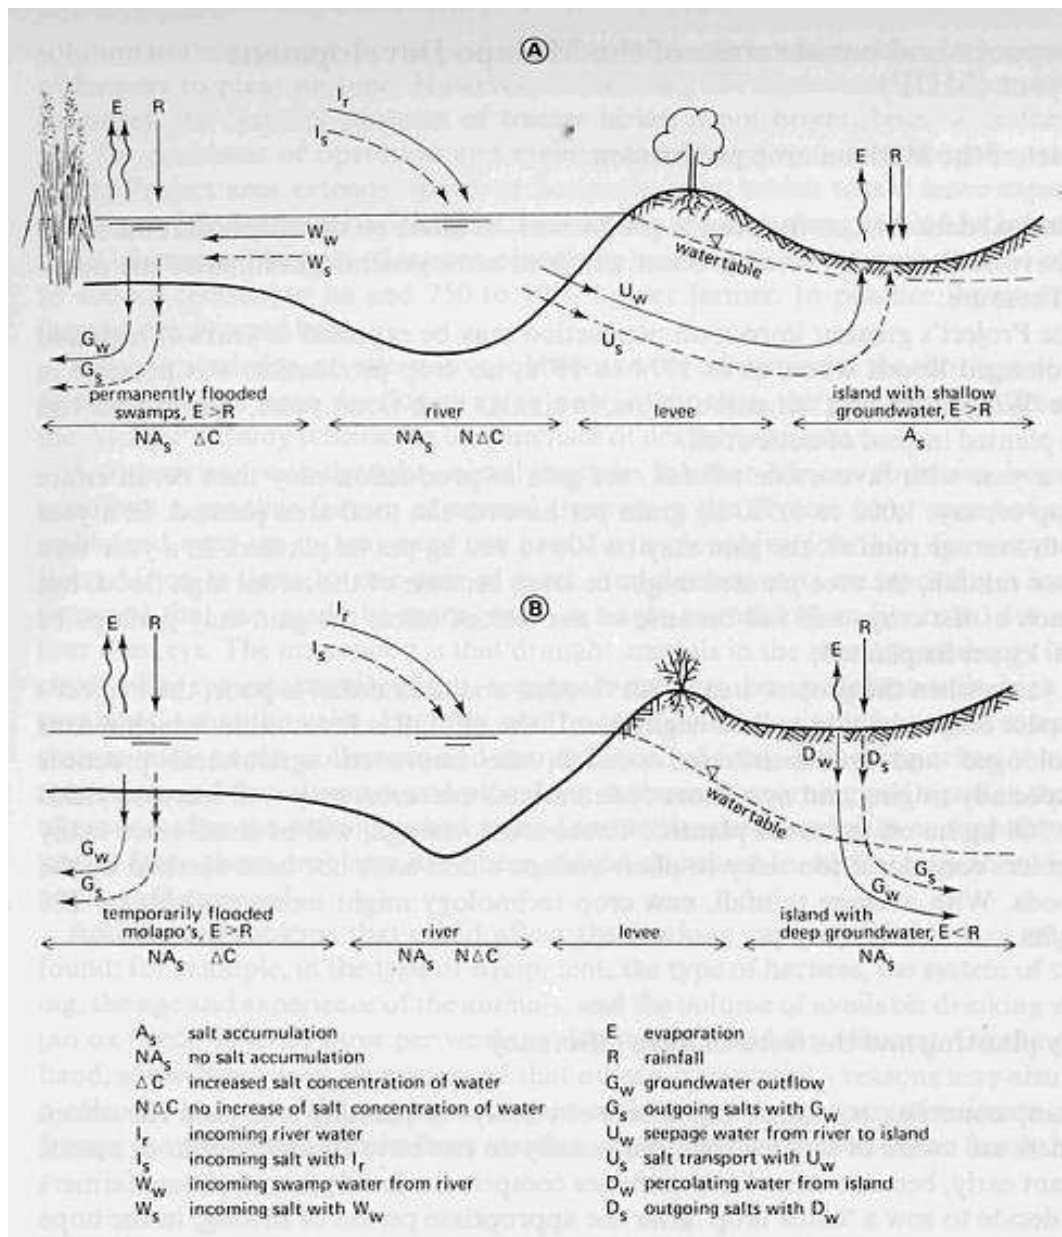 A
E R
Ir
Is
E R
Ww
Ws
water table
Uw
Us
Gw
Gs
permanently flooded
swamps, E>R
river
levee
island with shallow
groundwater, E>R
NAs ΔC
NAs NΔC
As
B
E R
Ir
Is
R
E
Dw Ds
water table
Gw
Gs
Gs
Gw
temporarily flooded
molapo's, E>R
river
levee
island with
deep groundwater, E<R
NAs ΔC
NAs NΔC
NAs
As salt accumulation
NAs no salt accumulation
ΔC increased salt concentration of water
NΔC no increase of salt concentration of water
Ir incoming river water
Is incoming salt with Ir
Ww incoming swamp water from river
Ws incoming salt with Ww
E evaporation
R rainfall
Gw groundwater outflow
Gs outgoing salts with Gw
Uw seepage water from river to island
Us salt transport with Uw
Dw percolating water from island
Ds outgoing salts with Dw